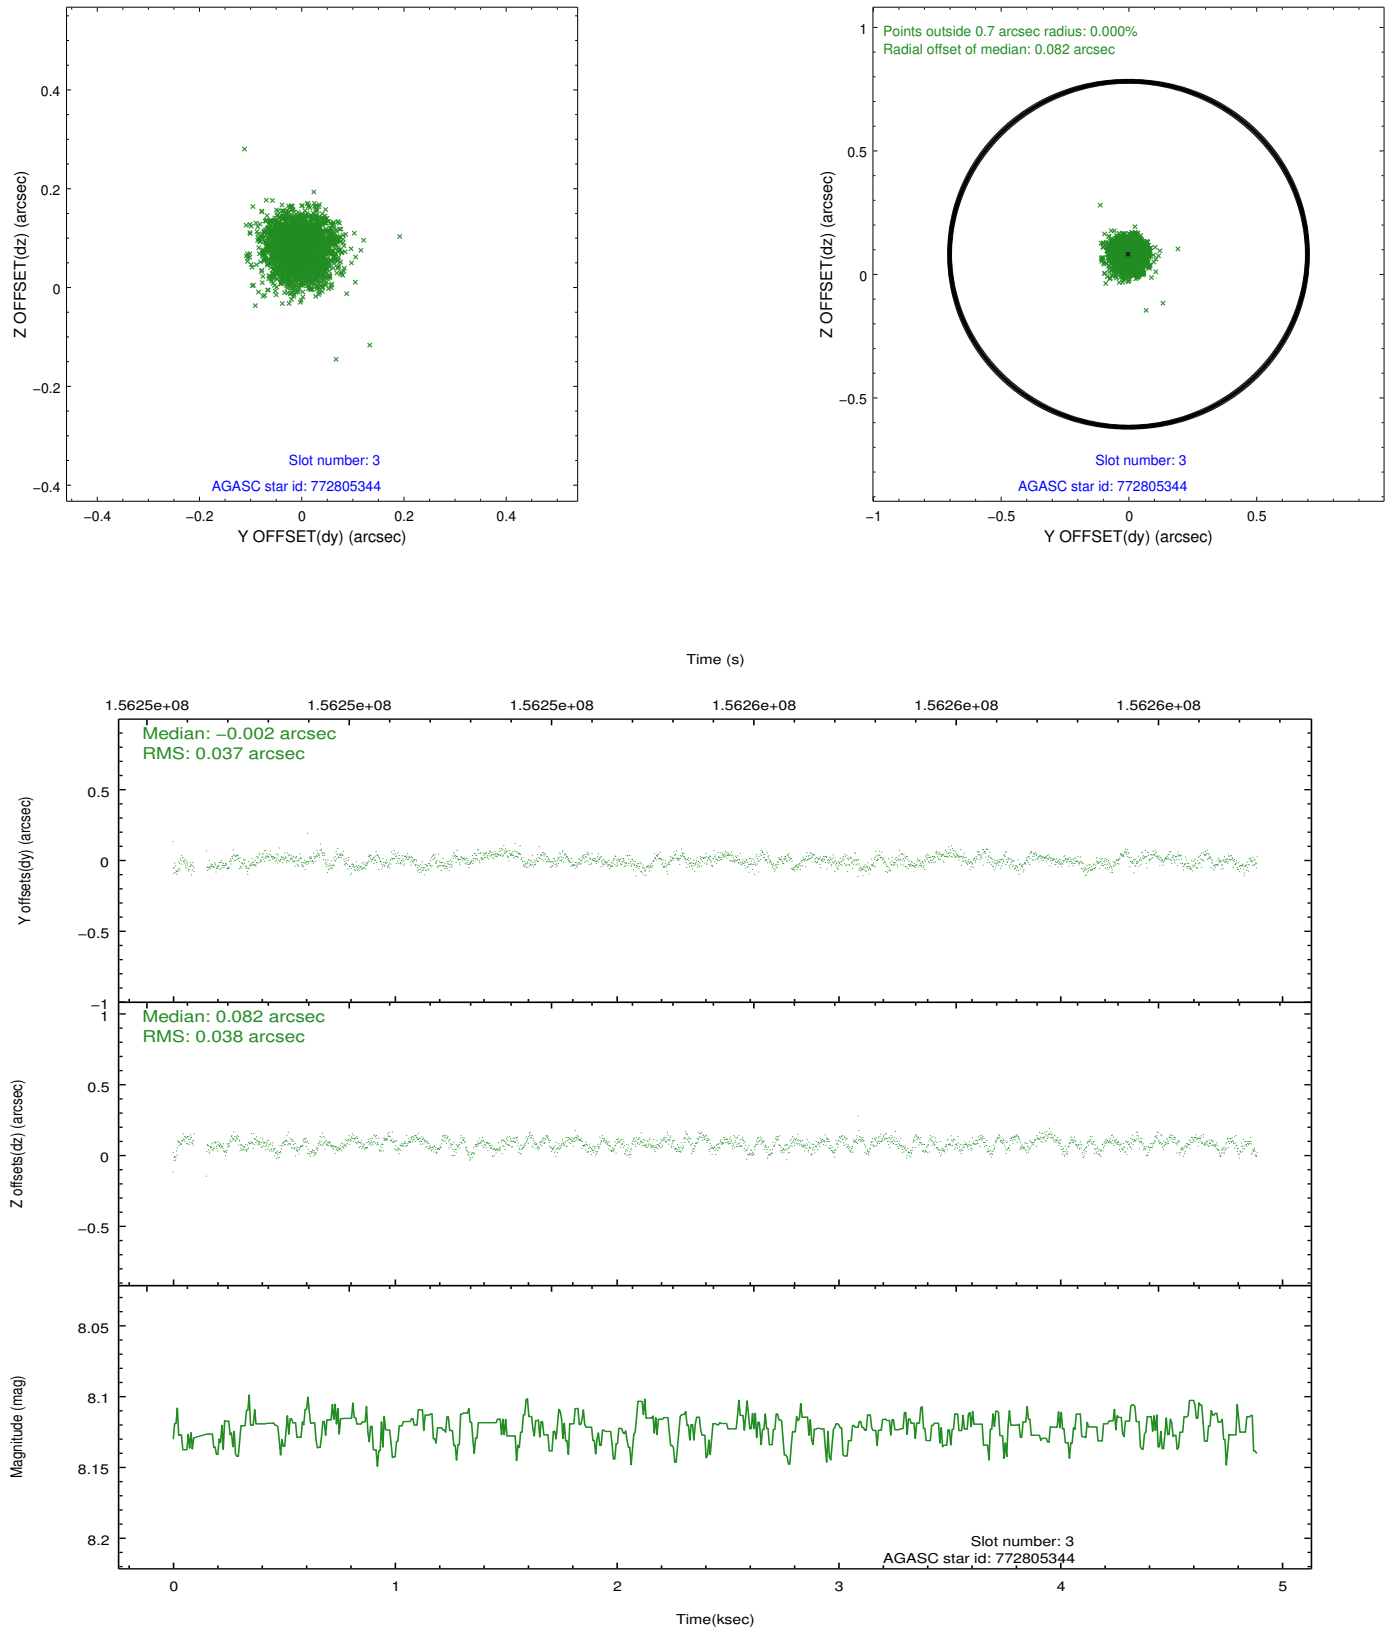 0.4
0.2
0
−0.2
−0.4
Z OFFSET(dz) (arcsec)
Slot number: 3
AGASC star id: 772805344
−0.4 −0.2 0 0.2 0.4
Y OFFSET(dy) (arcsec)
Points outside 0.7 arcsec radius: 0.000%
Radial offset of median: 0.082 arcsec
1
0.5
0
−0.5
Z OFFSET(dz) (arcsec)
Slot number: 3
AGASC star id: 772805344
−1 −0.5 0 0.5
Y OFFSET(dy) (arcsec)
Time (s)
1.5625e+08 1.5625e+08 1.5625e+08 1.5626e+08 1.5626e+08 1.5626e+08
Median: −0.002 arcsec
RMS: 0.037 arcsec
0.5
0
−0.5
−1
Y offsets(dy) (arcsec)
Median: 0.082 arcsec
RMS: 0.038 arcsec
1
0.5
0
−0.5
Z offsets(dz) (arcsec)
8.05
8.1
8.15
8.2
Magnitude (mag)
Slot number: 3
AGASC star id: 772805344
0 1 2 3 4 5
Time(ksec)